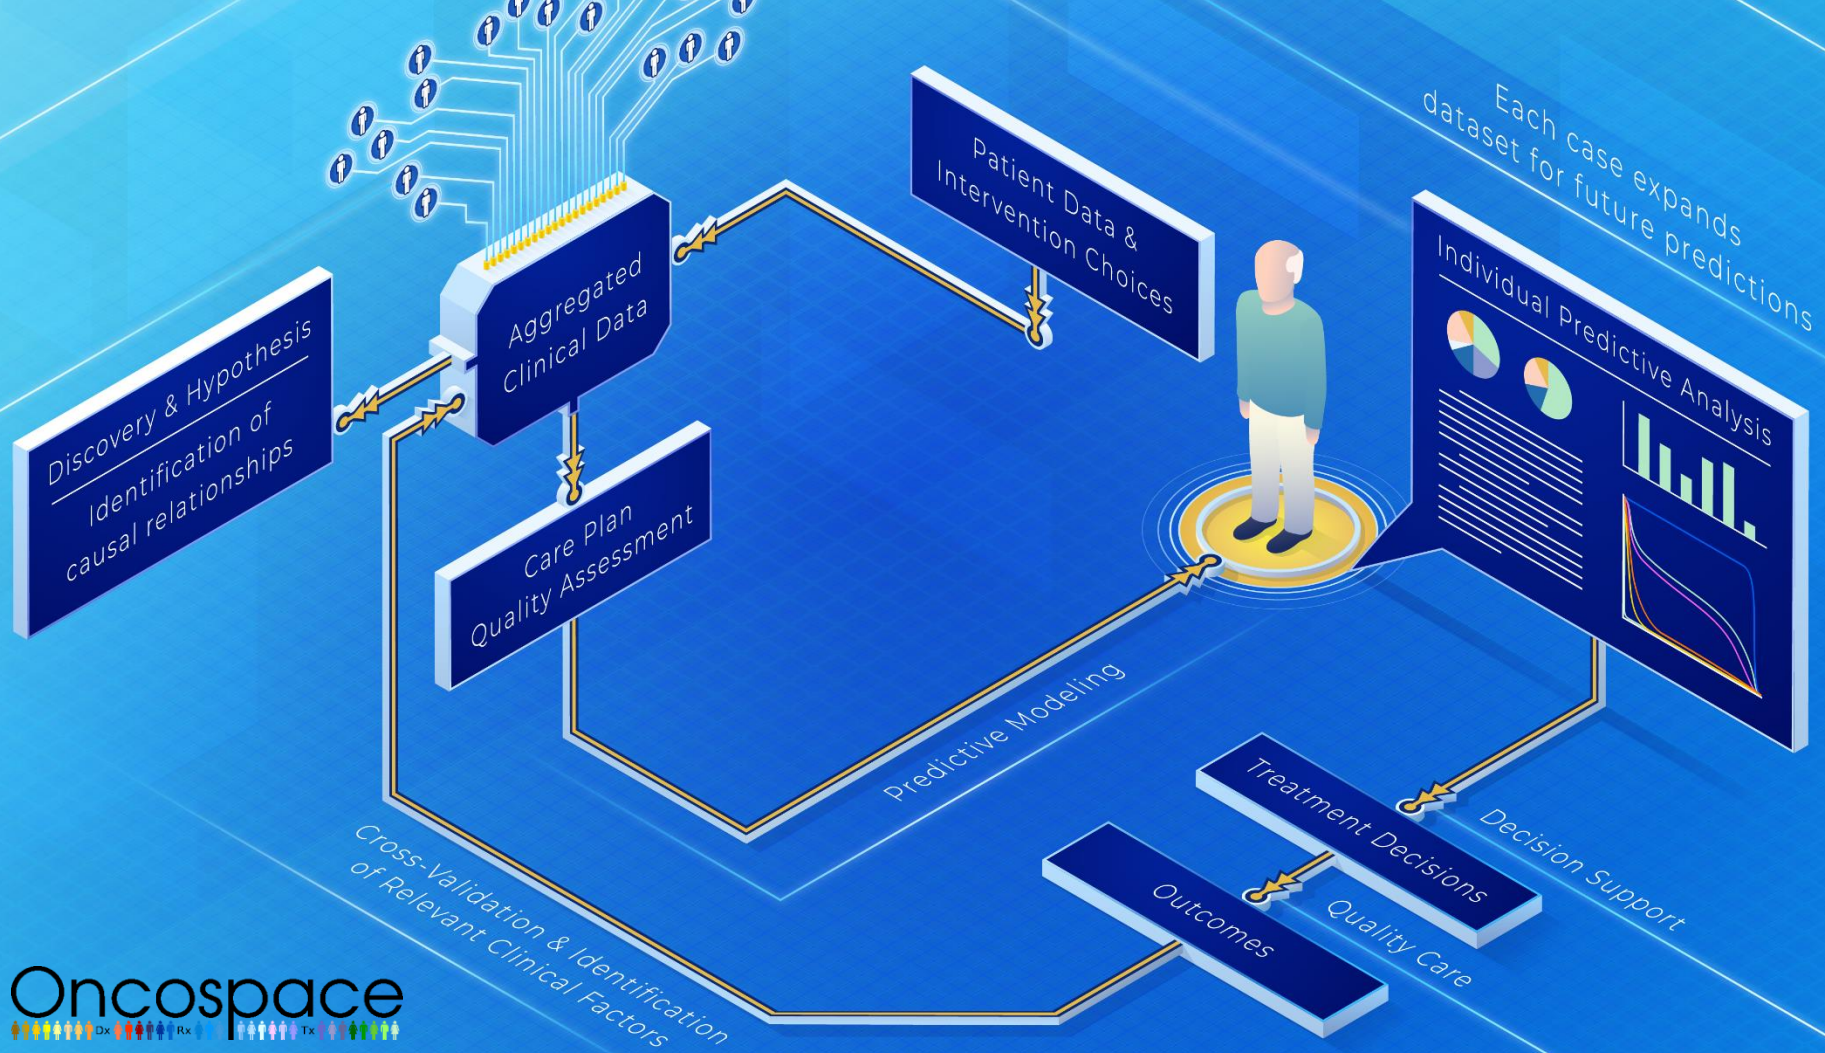 Each case expands
dataset for future predictions
Patient Data &
Intervention Choices
Aggregated
Clinical Data
Discovery & Hypothesis
Identification of
causal relationships
Care Plan
Quality Assessment
Individual Predictive Analysis
Predictive Modeling
Treatment Decisions
Decision Support
Outcomes
Quality Care
Cross-Validation & Identification
of Relevant Clinical Factors
Oncospace
Dx Rx Tx